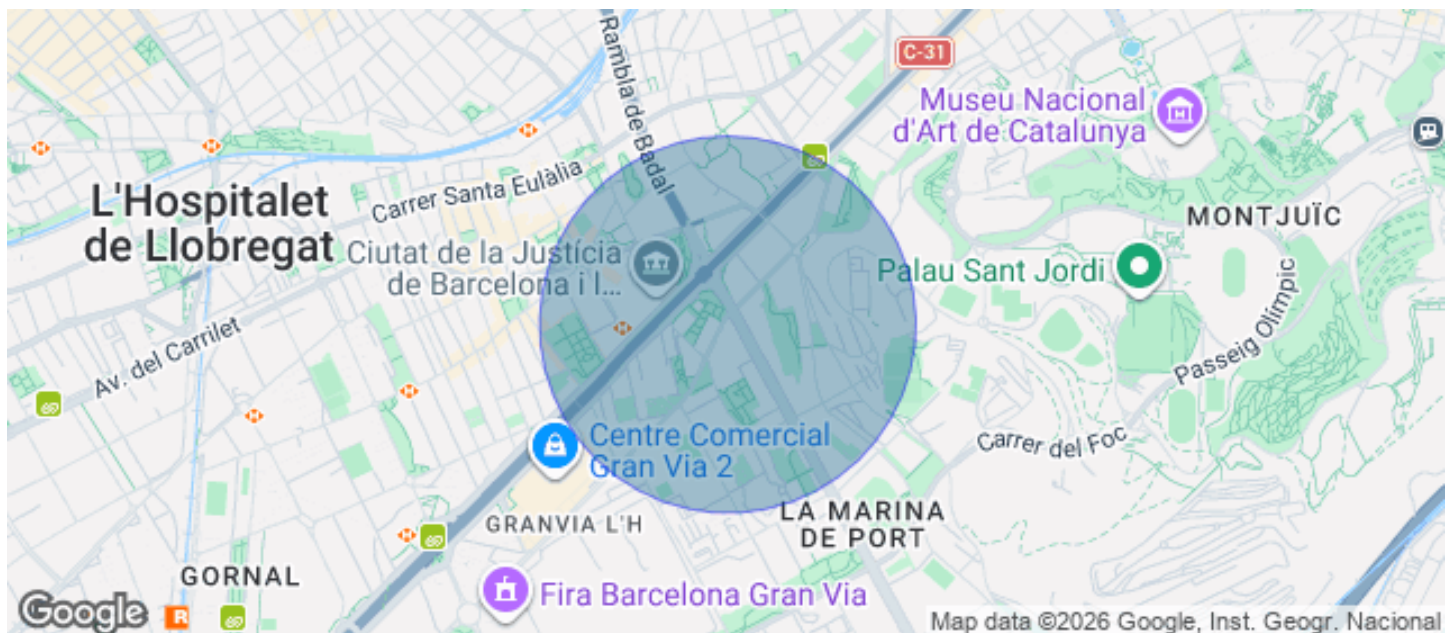 Rambla de Badal
C-31
Museu Nacional
d'Art de Catalunya
L'Hospitalet
de Llobregat
Carrer Santa Eulàlia
MONTJUÏC
Ciutat de la Justícia
de Barcelona i l...
Palau Sant Jordi
Av. del Carrilet
Passeig Olímpic
Centre Comercial
Gran Via 2
Carrer del Foc
GRANVIA L'H
LA MARINA
DE PORT
GORNAL
Fira Barcelona Gran Via
Google
R
Map data ©2026 Google, Inst. Geogr. Nacional